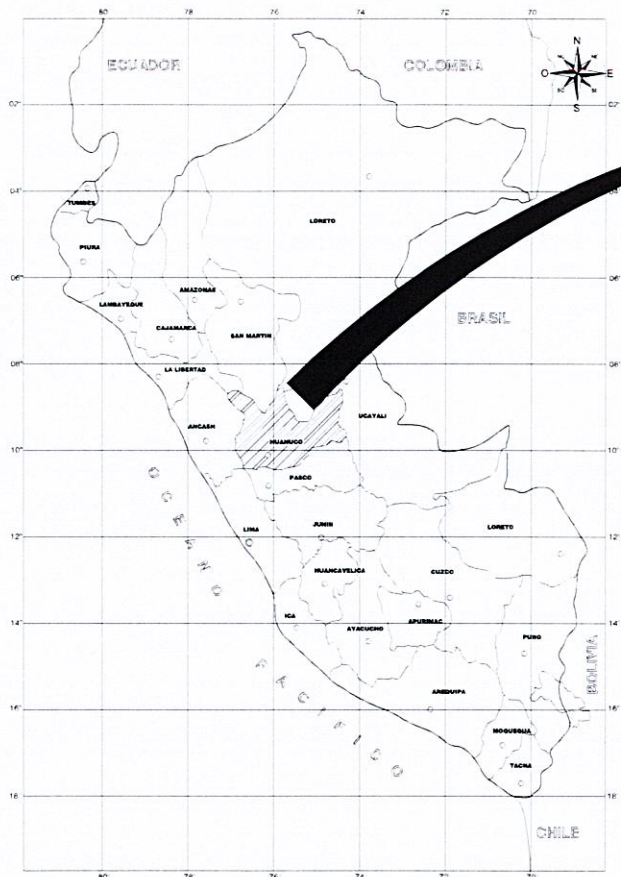 80 78 76 74 72 70
ECUADOR
COLOMBIA
N
O E
S
02° 02°
04° 04°
TUMBES
LORETO
PIURA
06° 06°
AMAZONAS
LAMBAYEQUE
CAJAMARCA
SAN MARTIN
BRASIL
08° 08°
LA LIBERTAD
ANCASH
UCAYALI
HUANUCO
10° 10°
PASCO
OCEANO
LIMA
JUNIN
LORETO
12° 12°
HUANCAVELICA
CUZCO
ICA
APURIMAC
AYACUCHO
PUNO
14° 14°
BOLIVIA
PACIFICO
AREQUIPA
16° 16°
MOQUEGUA
TACNA
18° 18°
CHILE
80 78 76 74 72 70